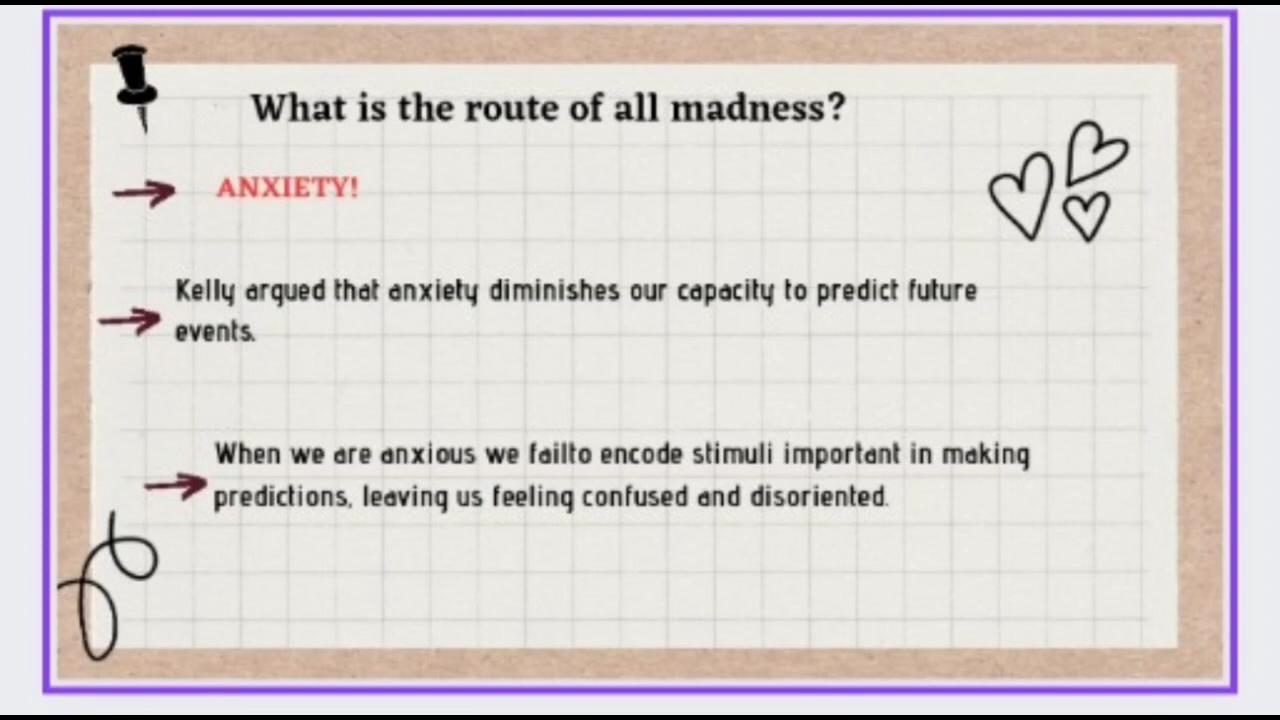 What is the route of all madness?
ANXIETY!
Kelly argued that anxiety diminishes our capacity to predict future
events.
When we are anxious we failto encode stimuli important in making
predictions, leaving us feeling confused and disoriented.